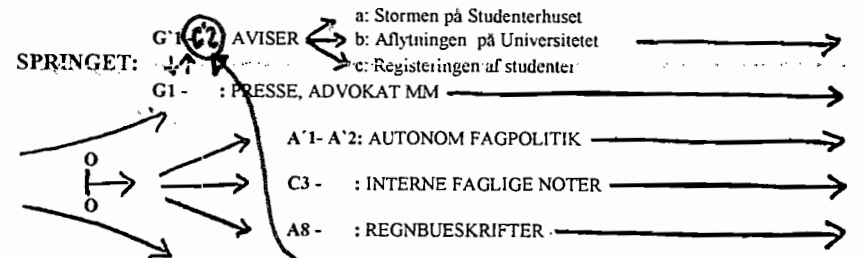 a: Stormen på Studenterhuset
G`1- C`2 AVISER b: Aflytningen på Universitetet
SPRINGET: c: Registeringen af studenter
G1 - : PRESSE, ADVOKAT MM
A´1- A`2: AUTONOM FAGPOLITIK
O
C3 - : INTERNE FAGLIGE NOTER
O
A8 - : REGNBUESKRIFTER